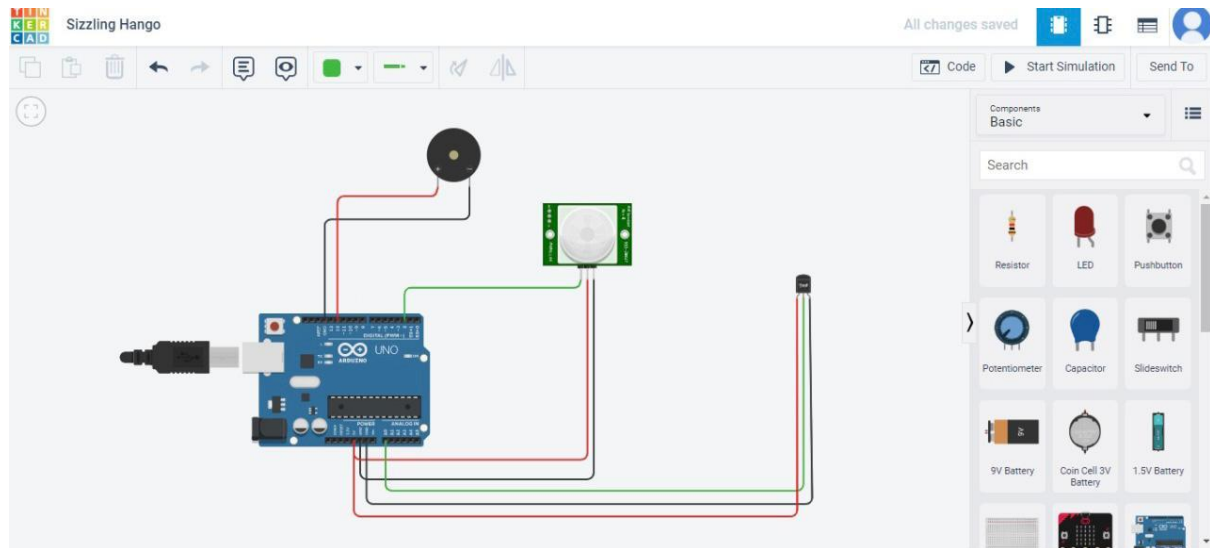 TIN
KER
CAD
Sizzling Hango
All changes saved
Code
Start Simulation
Send To
Components
Basic
Search
Resistor
LED
Pushbutton
Potentiometer
Capacitor
Slideswitch
9V Battery
Coin Cell 3V
Battery
1.5V Battery
DIGITAL (PWM~)
UNO
ARDUINO
POWER
ANALOG IN
TMP
9V